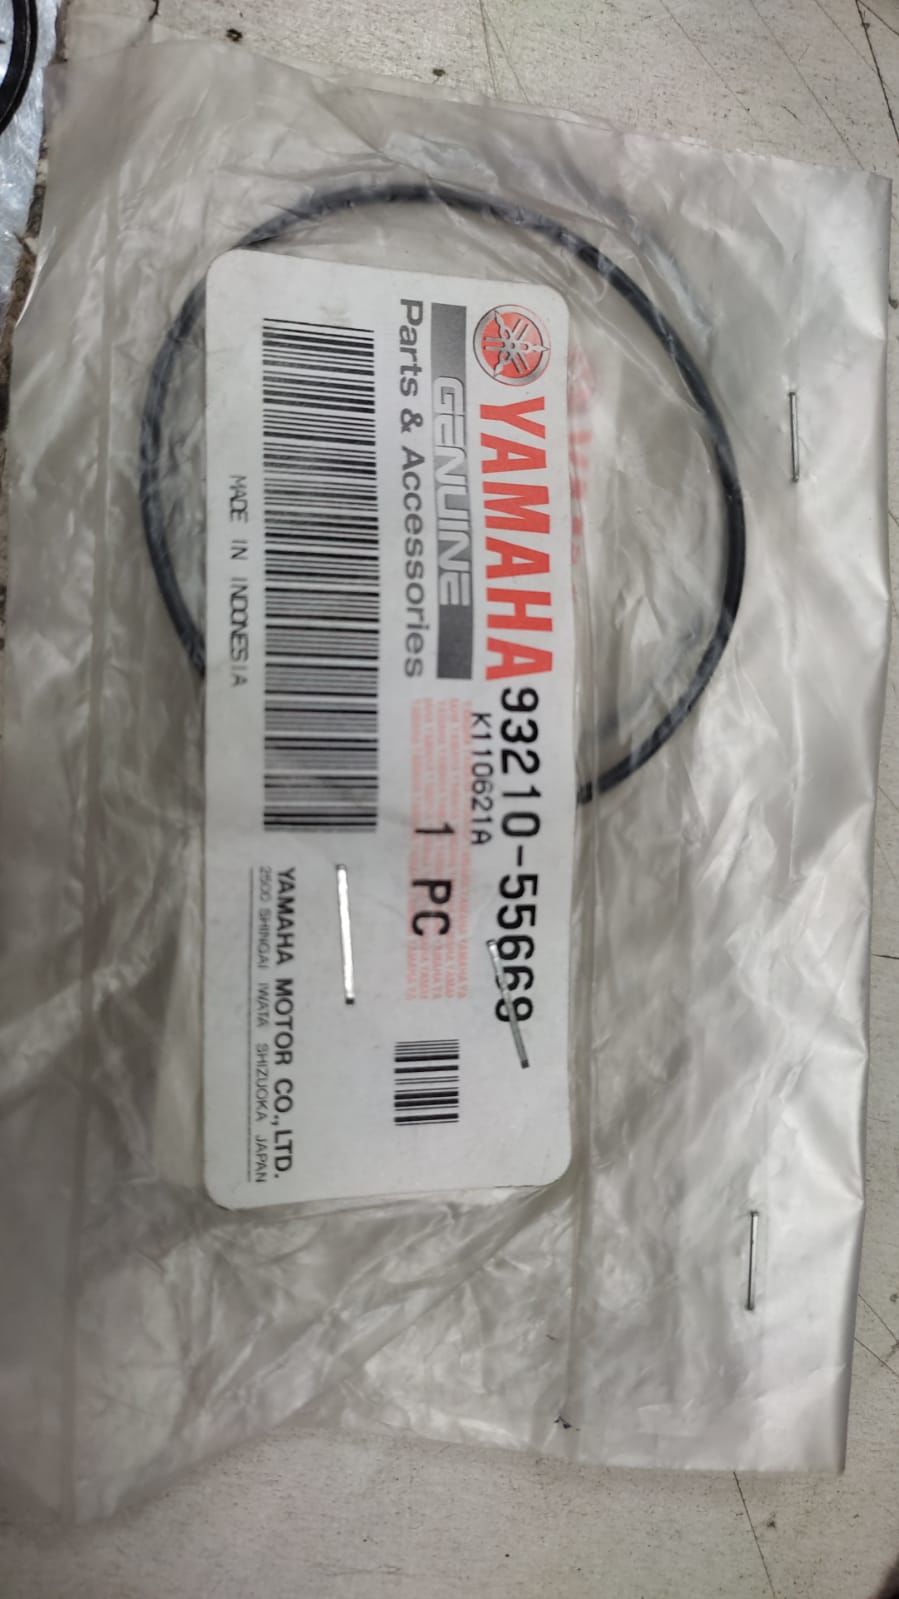 YAMAHA
GENUINE
Parts & Accessories
93210-55669
K110621A
1 PC
MADE IN INDONESIA
YAMAHA MOTOR CO., LTD.
2500 SHINGAI IWATA SHIZUOKA JAPAN